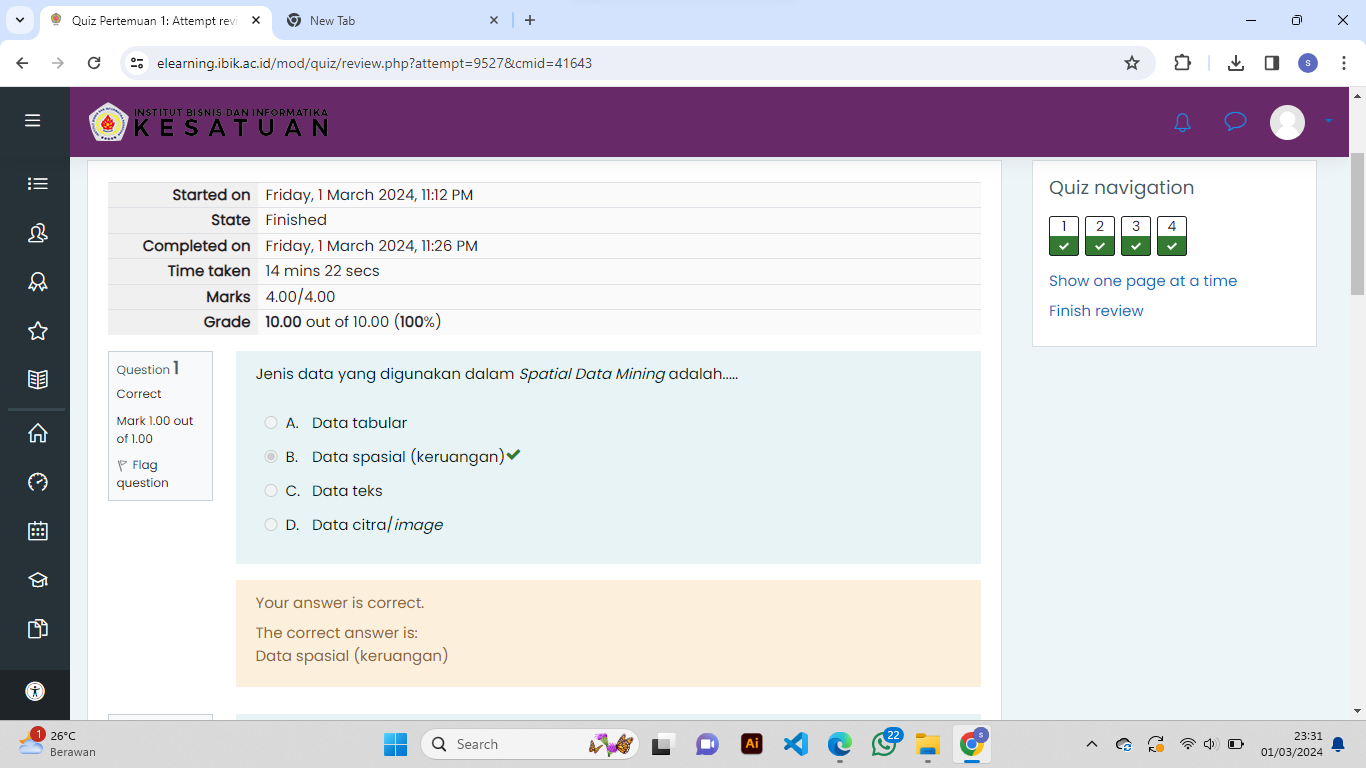 Quiz Pertemuan 1: Attempt revi
New Tab
elearning.ibik.ac.id/mod/quiz/review.php?attempt=9527&cmid=41643
S
INSTITUT BISNIS DAN INFORMATIKA
KESATUAN
Started on Friday, 1 March 2024, 11:12 PM
State Finished
Completed on Friday, 1 March 2024, 11:26 PM
Time taken 14 mins 22 secs
Marks 4.00/4.00
Grade 10.00 out of 10.00 (100%)
Quiz navigation
1 2 3 4
Show one page at a time
Finish review
Question 1
Correct
Mark 1.00 out
of 1.00
Flag
question
Jenis data yang digunakan dalam Spatial Data Mining adalah.....
A. Data tabular
B. Data spasial (keruangan)
C. Data teks
D. Data citra/image
Your answer is correct.
The correct answer is:
Data spasial (keruangan)
1
26°C
Berawan
Search
Ai
22
S
23:31
01/03/2024